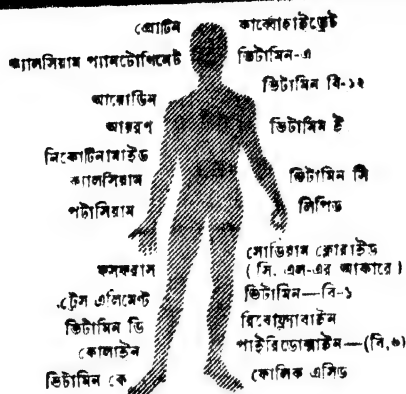 প্রোটিন
ক্যালসিয়াম প্যানটোথিনেট
আয়োডিন
আয়রণ
নিকোটিনামাইড
ক্যালসিয়াম
পটাসিয়াম
ফসফরাস
ট্রেস এলিমেন্ট
ভিটামিন ডি
কোলাইন
ভিটামিন কে
কার্বোহাইড্রেট
ভিটামিন-এ
ভিটামিন বি-১২
ভিটামিন ই
ভিটামিন সি
লিপিড
সোডিয়াম ক্লোরাইড
( সি. এল-এর আকারে )
ভিটামিন—বি-১
রিবোফ্লাবাইন
পাইরিডোক্সাইন—(বি,৬)
ফোলিক এসিড